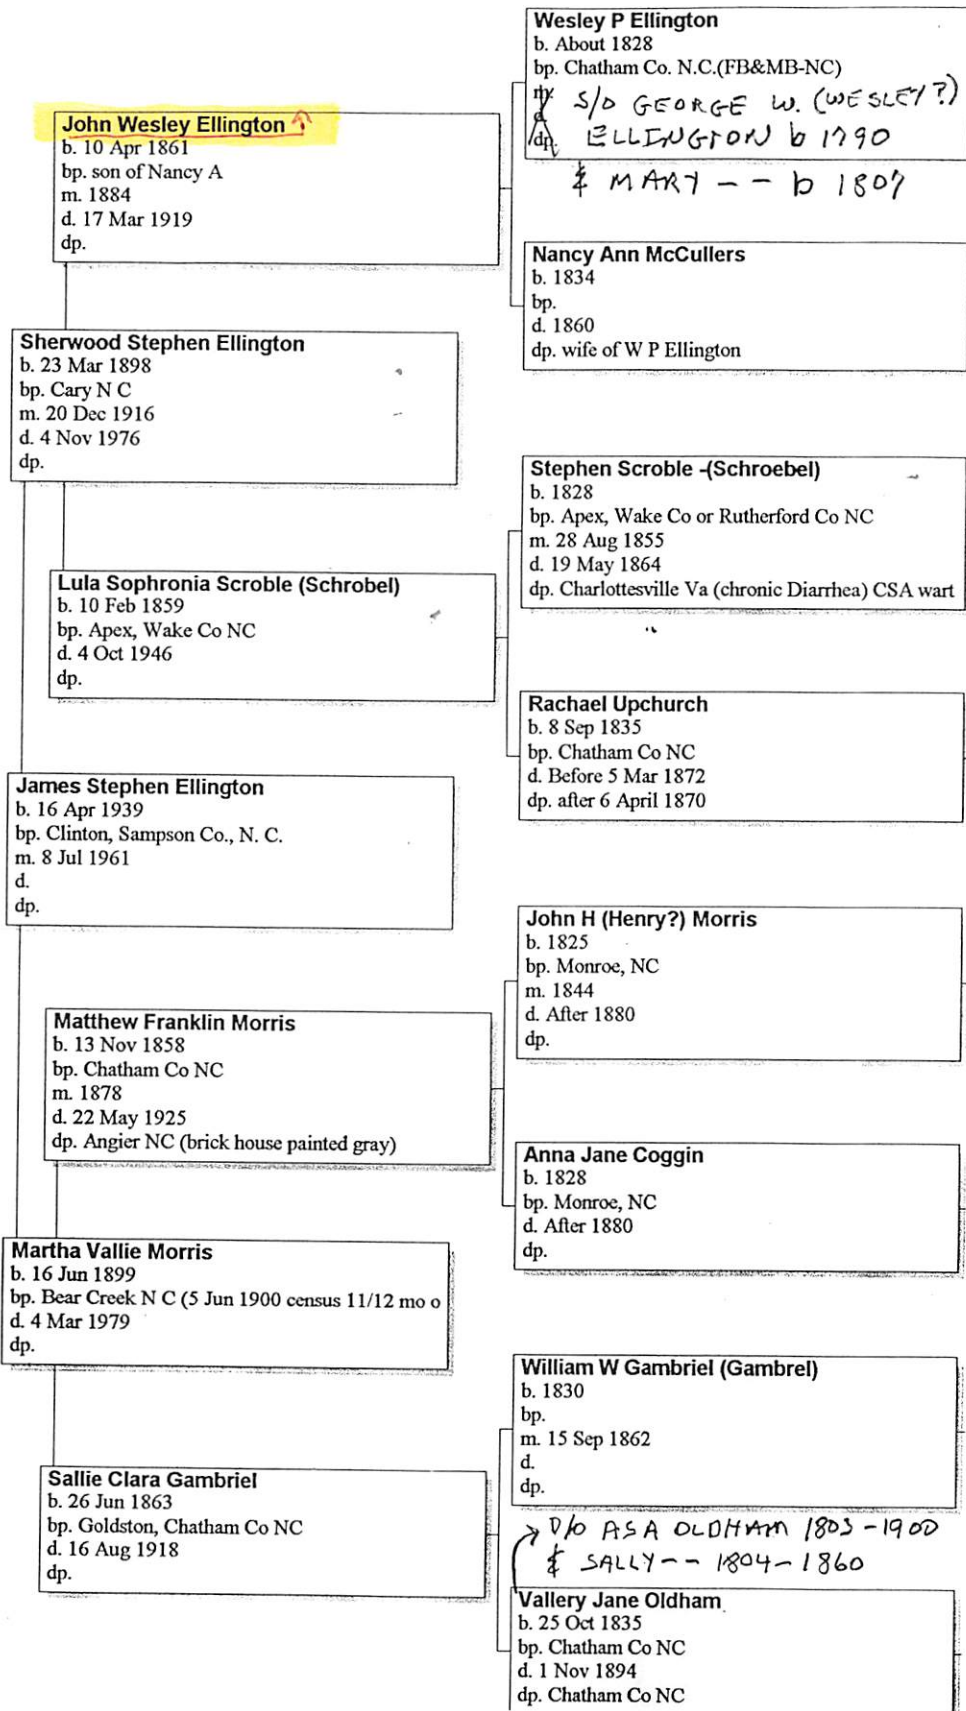 Wesley P Ellington
b. About 1828
bp. Chatham Co. N.C.(FB&MB-NC)
m.
dp.
S/O GEORGE W. (WESLEY?)
ELLINGTON b 1790
& MARY -- b 1807
John Wesley Ellington
b. 10 Apr 1861
bp. son of Nancy A
m. 1884
d. 17 Mar 1919
dp.
Nancy Ann McCullers
b. 1834
bp.
d. 1860
dp. wife of W P Ellington
Sherwood Stephen Ellington
b. 23 Mar 1898
bp. Cary N C
m. 20 Dec 1916
d. 4 Nov 1976
dp.
Stephen Scroble -(Schroebel)
b. 1828
bp. Apex, Wake Co or Rutherford Co NC
m. 28 Aug 1855
d. 19 May 1864
dp. Charlottesville Va (chronic Diarrhea) CSA wart
Lula Sophronia Scroble (Schrobel)
b. 10 Feb 1859
bp. Apex, Wake Co NC
d. 4 Oct 1946
dp.
Rachael Upchurch
b. 8 Sep 1835
bp. Chatham Co NC
d. Before 5 Mar 1872
dp. after 6 April 1870
James Stephen Ellington
b. 16 Apr 1939
bp. Clinton, Sampson Co., N. C.
m. 8 Jul 1961
d.
dp.
John H (Henry?) Morris
b. 1825
bp. Monroe, NC
m. 1844
d. After 1880
dp.
Matthew Franklin Morris
b. 13 Nov 1858
bp. Chatham Co NC
m. 1878
d. 22 May 1925
dp. Angier NC (brick house painted gray)
Anna Jane Coggin
b. 1828
bp. Monroe, NC
d. After 1880
dp.
Martha Vallie Morris
b. 16 Jun 1899
bp. Bear Creek N C (5 Jun 1900 census 11/12 mo o
d. 4 Mar 1979
dp.
William W Gambriel (Gambrel)
b. 1830
bp.
m. 15 Sep 1862
d.
dp.
Sallie Clara Gambriel
b. 26 Jun 1863
bp. Goldston, Chatham Co NC
d. 16 Aug 1918
dp.
D/O ASA OLDHAM 1803-1900
& SALLY -- 1804-1860
Vallery Jane Oldham
b. 25 Oct 1835
bp. Chatham Co NC
d. 1 Nov 1894
dp. Chatham Co NC